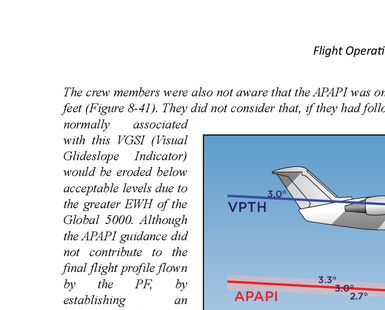 Flight Operati
The crew members were also not aware that the APAPI was on
feet (Figure 8-41). They did not consider that, if they had follo
normally associated
with this VGSI (Visual
Glideslope Indicator)
would be eroded below
acceptable levels due to
the greater EWH of the
Global 5000. Although
the APAPI guidance did
not contribute to the
final flight profile flown
by the PF, by
establishing an
3.0°
VPTH
3.3°
3.0°
2.7°
APAPI